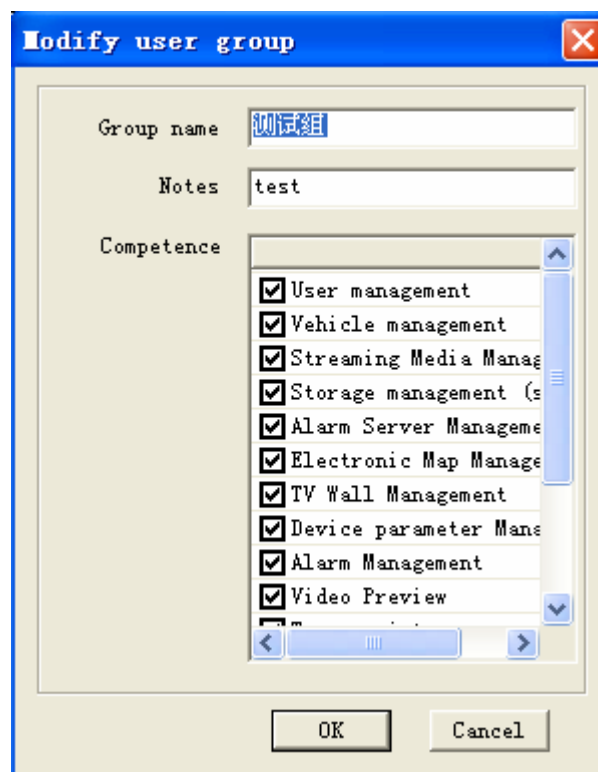 Modify user group
Group name 测试组
Notes test
Competence
User management
Vehicle management
Streaming Media Manag
Storage management (s
Alarm Server Manageme
Electronic Map Manage
TV Wall Management
Device parameter Mana
Alarm Management
Video Preview
OK Cancel